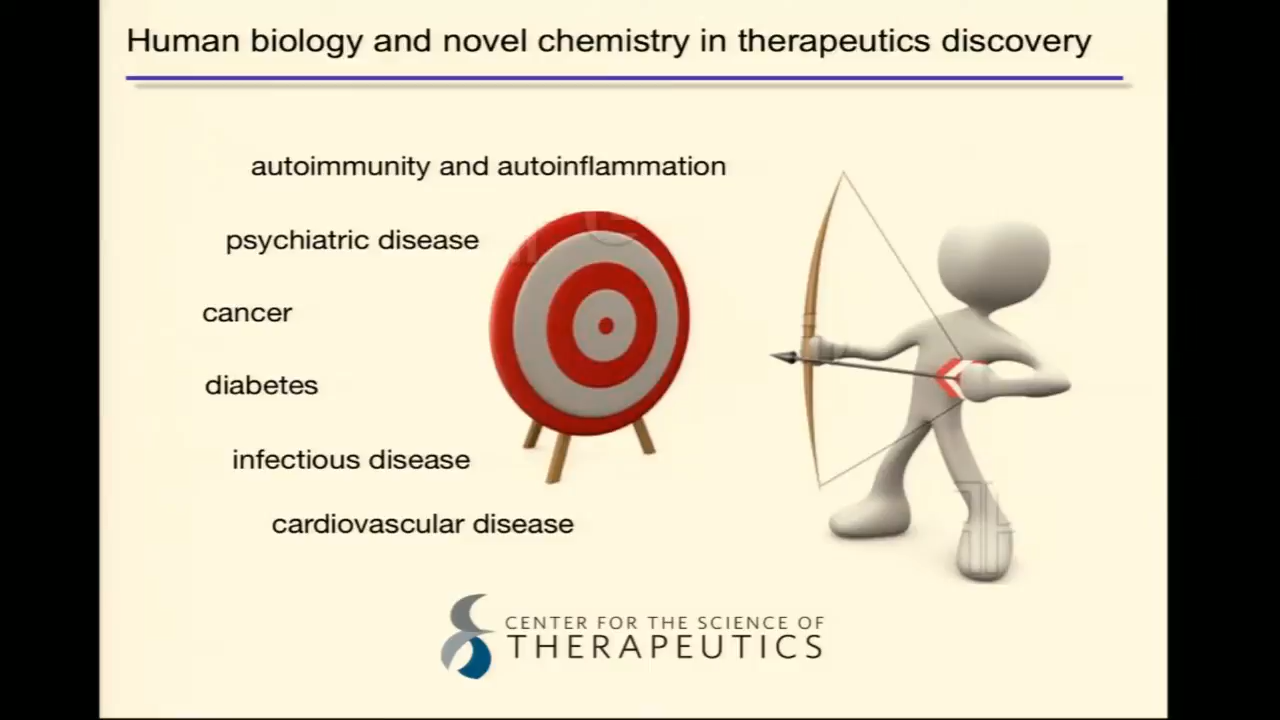 Human biology and novel chemistry in therapeutics discovery
autoimmunity and autoinflammation
psychiatric disease
cancer
diabetes
infectious disease
cardiovascular disease
CENTER FOR THE SCIENCE OF
THERAPEUTICS